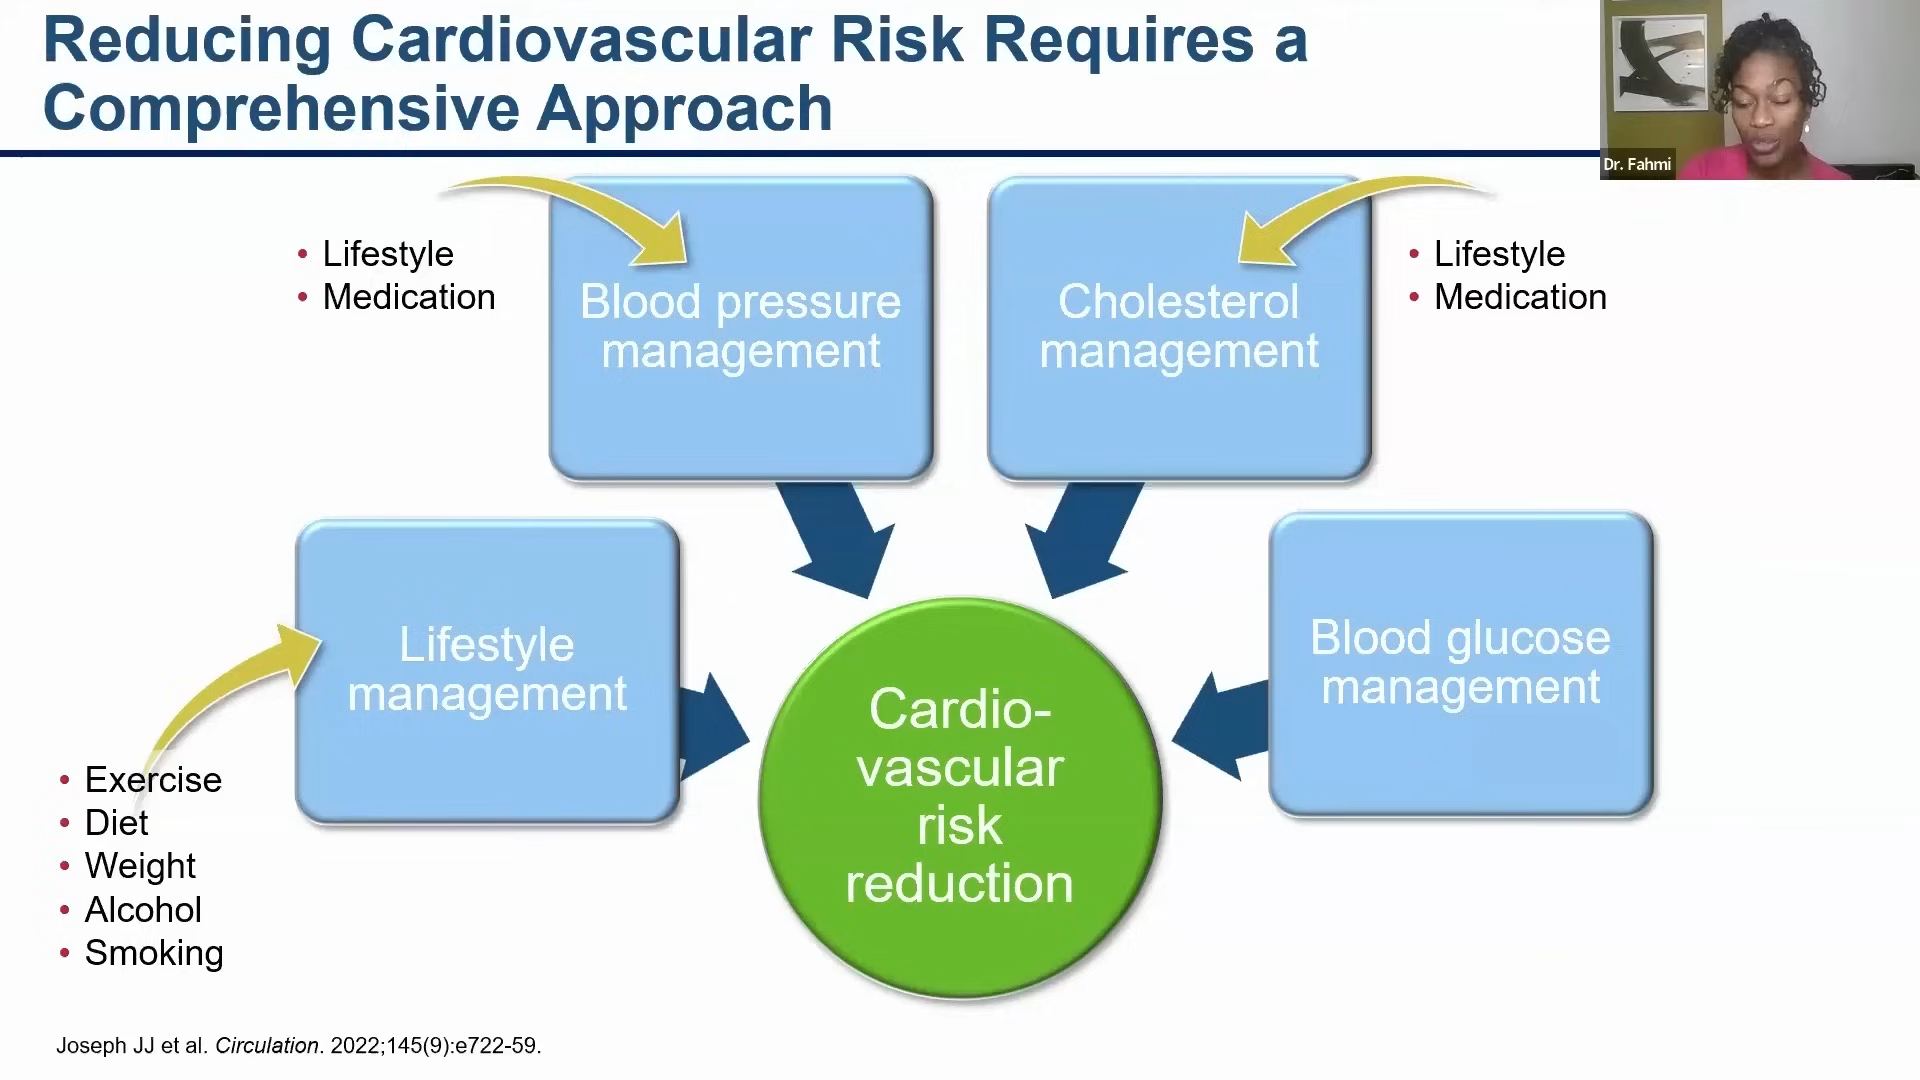 Reducing Cardiovascular Risk Requires a
Comprehensive Approach
Dr. Fahmi
• Lifestyle
• Medication
Blood pressure
management
Cholesterol
management
• Lifestyle
• Medication
Lifestyle
management
Blood glucose
management
• Exercise
• Diet
• Weight
• Alcohol
• Smoking
Cardio-
vascular
risk
reduction
Joseph JJ et al. Circulation. 2022;145(9):e722-59.